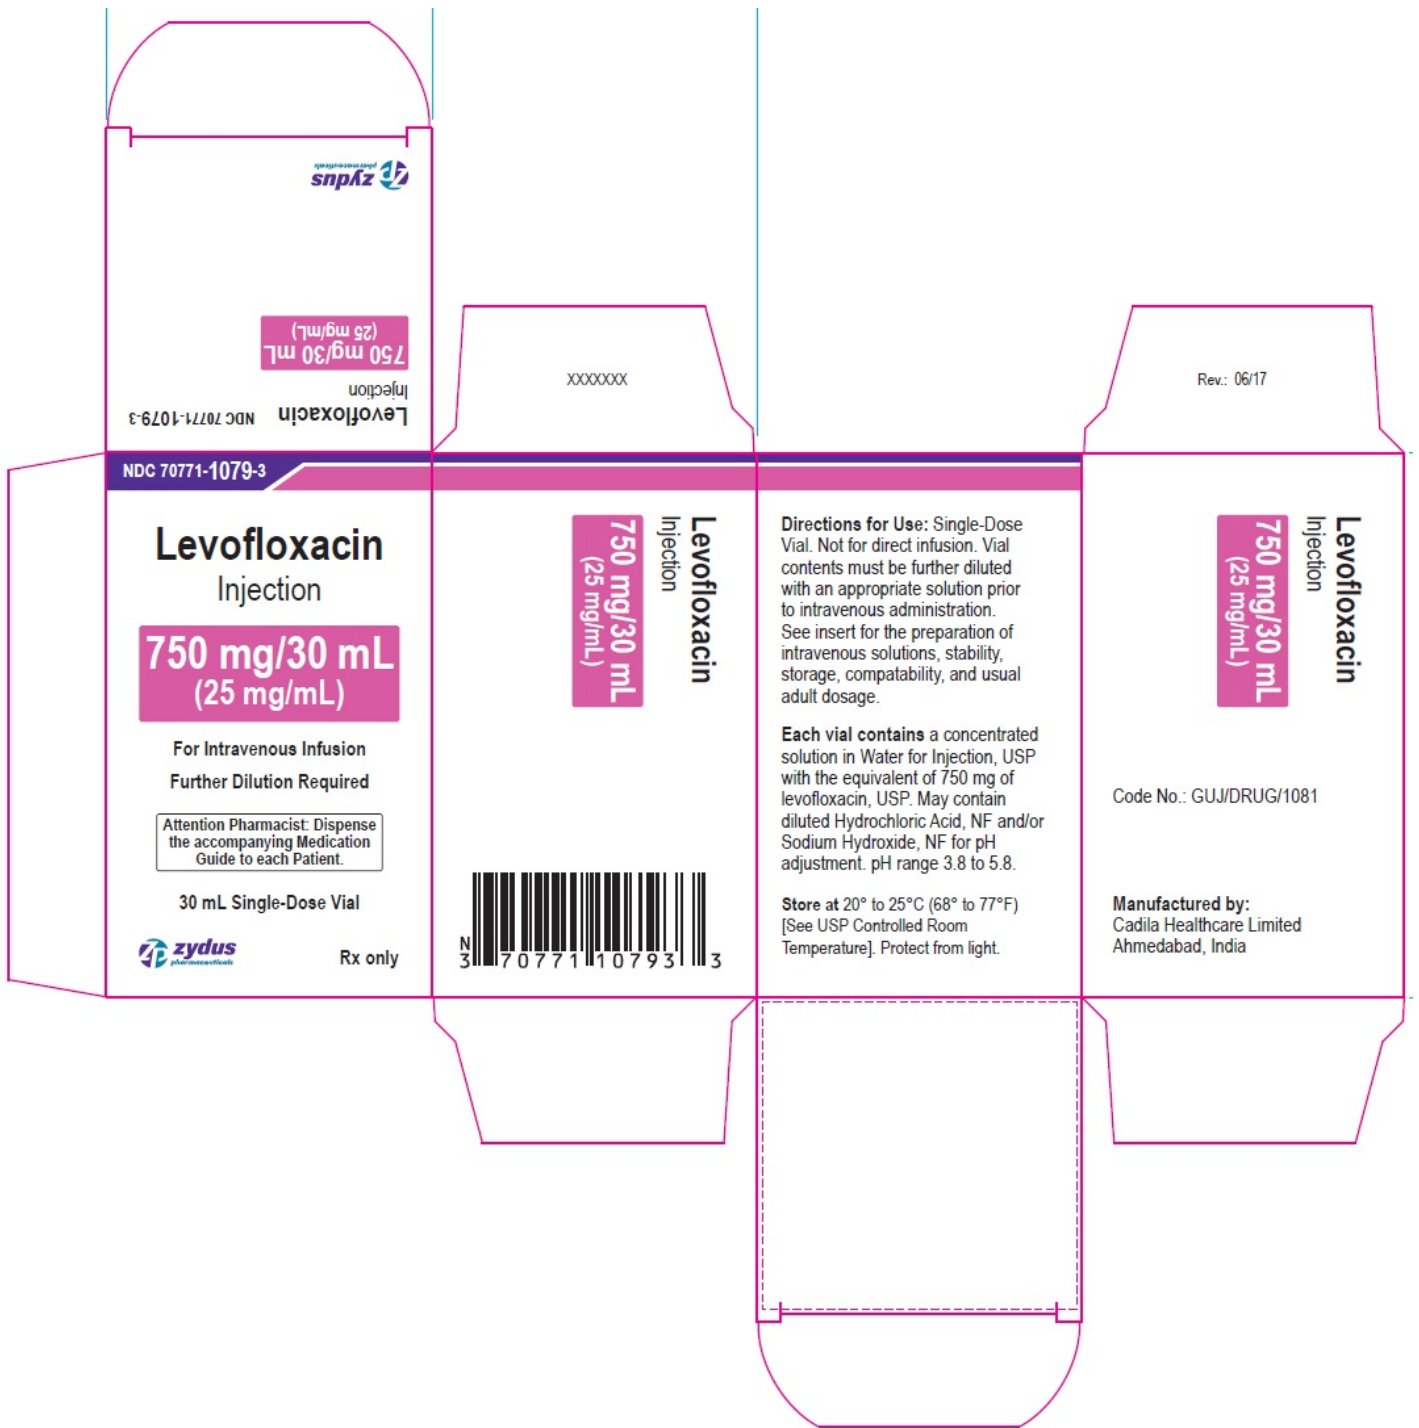 zydus
pharmaceuticals
750 mg/30 mL
(25 mg/mL)
Injection
Levofloxacin NDC 70771-1079-3
XXXXXXX
Rev.: 06/17
NDC 70771-1079-3
Levofloxacin
Injection
750 mg/30 mL
(25 mg/mL)
For Intravenous Infusion
Further Dilution Required
Attention Pharmacist: Dispense
the accompanying Medication
Guide to each Patient.
30 mL Single-Dose Vial
zydus
pharmaceuticals
Rx only
Levofloxacin
Injection
750 mg/30 mL
(25 mg/mL)
N
3 70771 10793 3
Directions for Use: Single-Dose
Vial. Not for direct infusion. Vial
contents must be further diluted
with an appropriate solution prior
to intravenous administration.
See insert for the preparation of
intravenous solutions, stability,
storage, compatability, and usual
adult dosage.
Each vial contains a concentrated
solution in Water for Injection, USP
with the equivalent of 750 mg of
levofloxacin, USP. May contain
diluted Hydrochloric Acid, NF and/or
Sodium Hydroxide, NF for pH
adjustment. pH range 3.8 to 5.8.
Store at 20° to 25°C (68° to 77°F)
[See USP Controlled Room
Temperature]. Protect from light.
Levofloxacin
Injection
750 mg/30 mL
(25 mg/mL)
Code No.: GUJ/DRUG/1081
Manufactured by:
Cadila Healthcare Limited
Ahmedabad, India